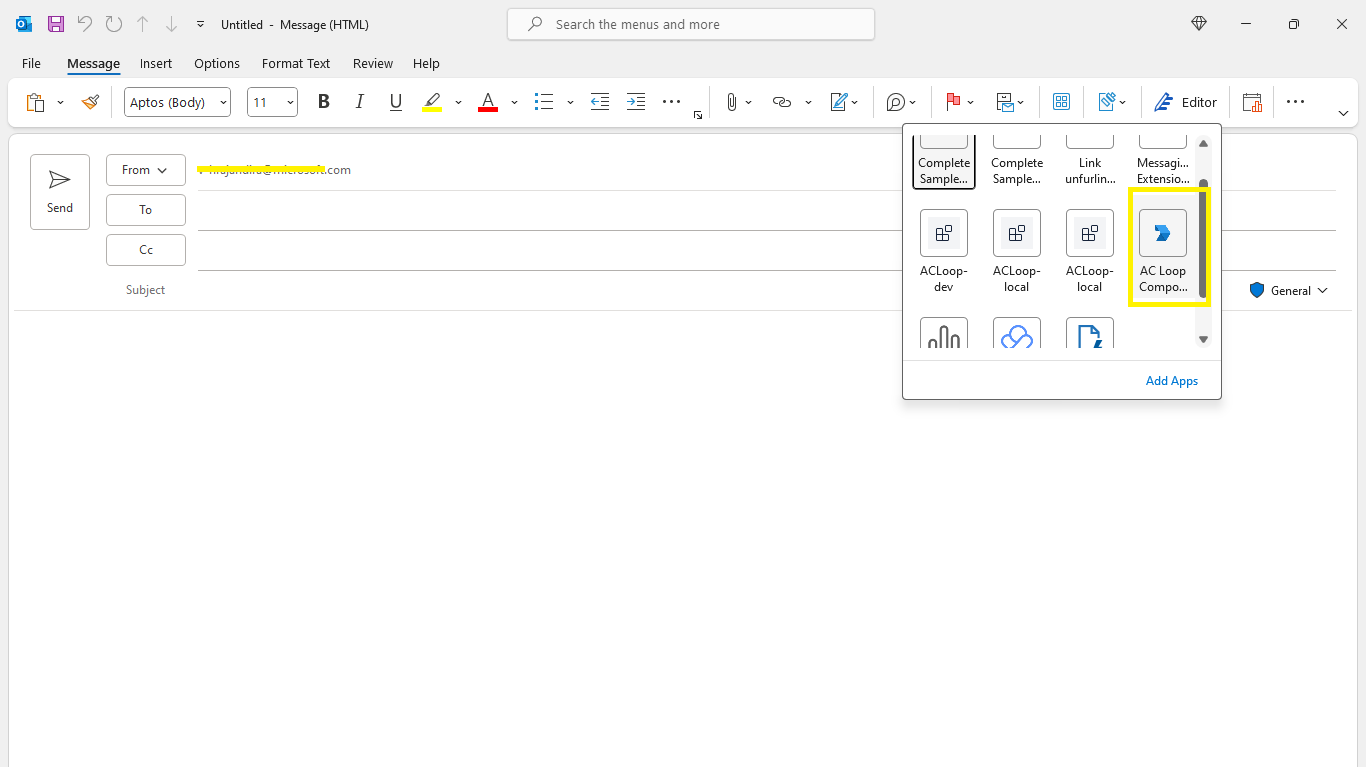 Untitled - Message (HTML)
Search the menus and more
File Message Insert Options Format Text Review Help
Aptos (Body) 11 B I U A Editor
From
.com
Send
To
Cc
Subject
General
Complete Sample...
Complete Sample...
Link unfurlin...
Messagi... Extensio...
ACLoop-dev
ACLoop-local
ACLoop-local
AC Loop Compo...
Add Apps